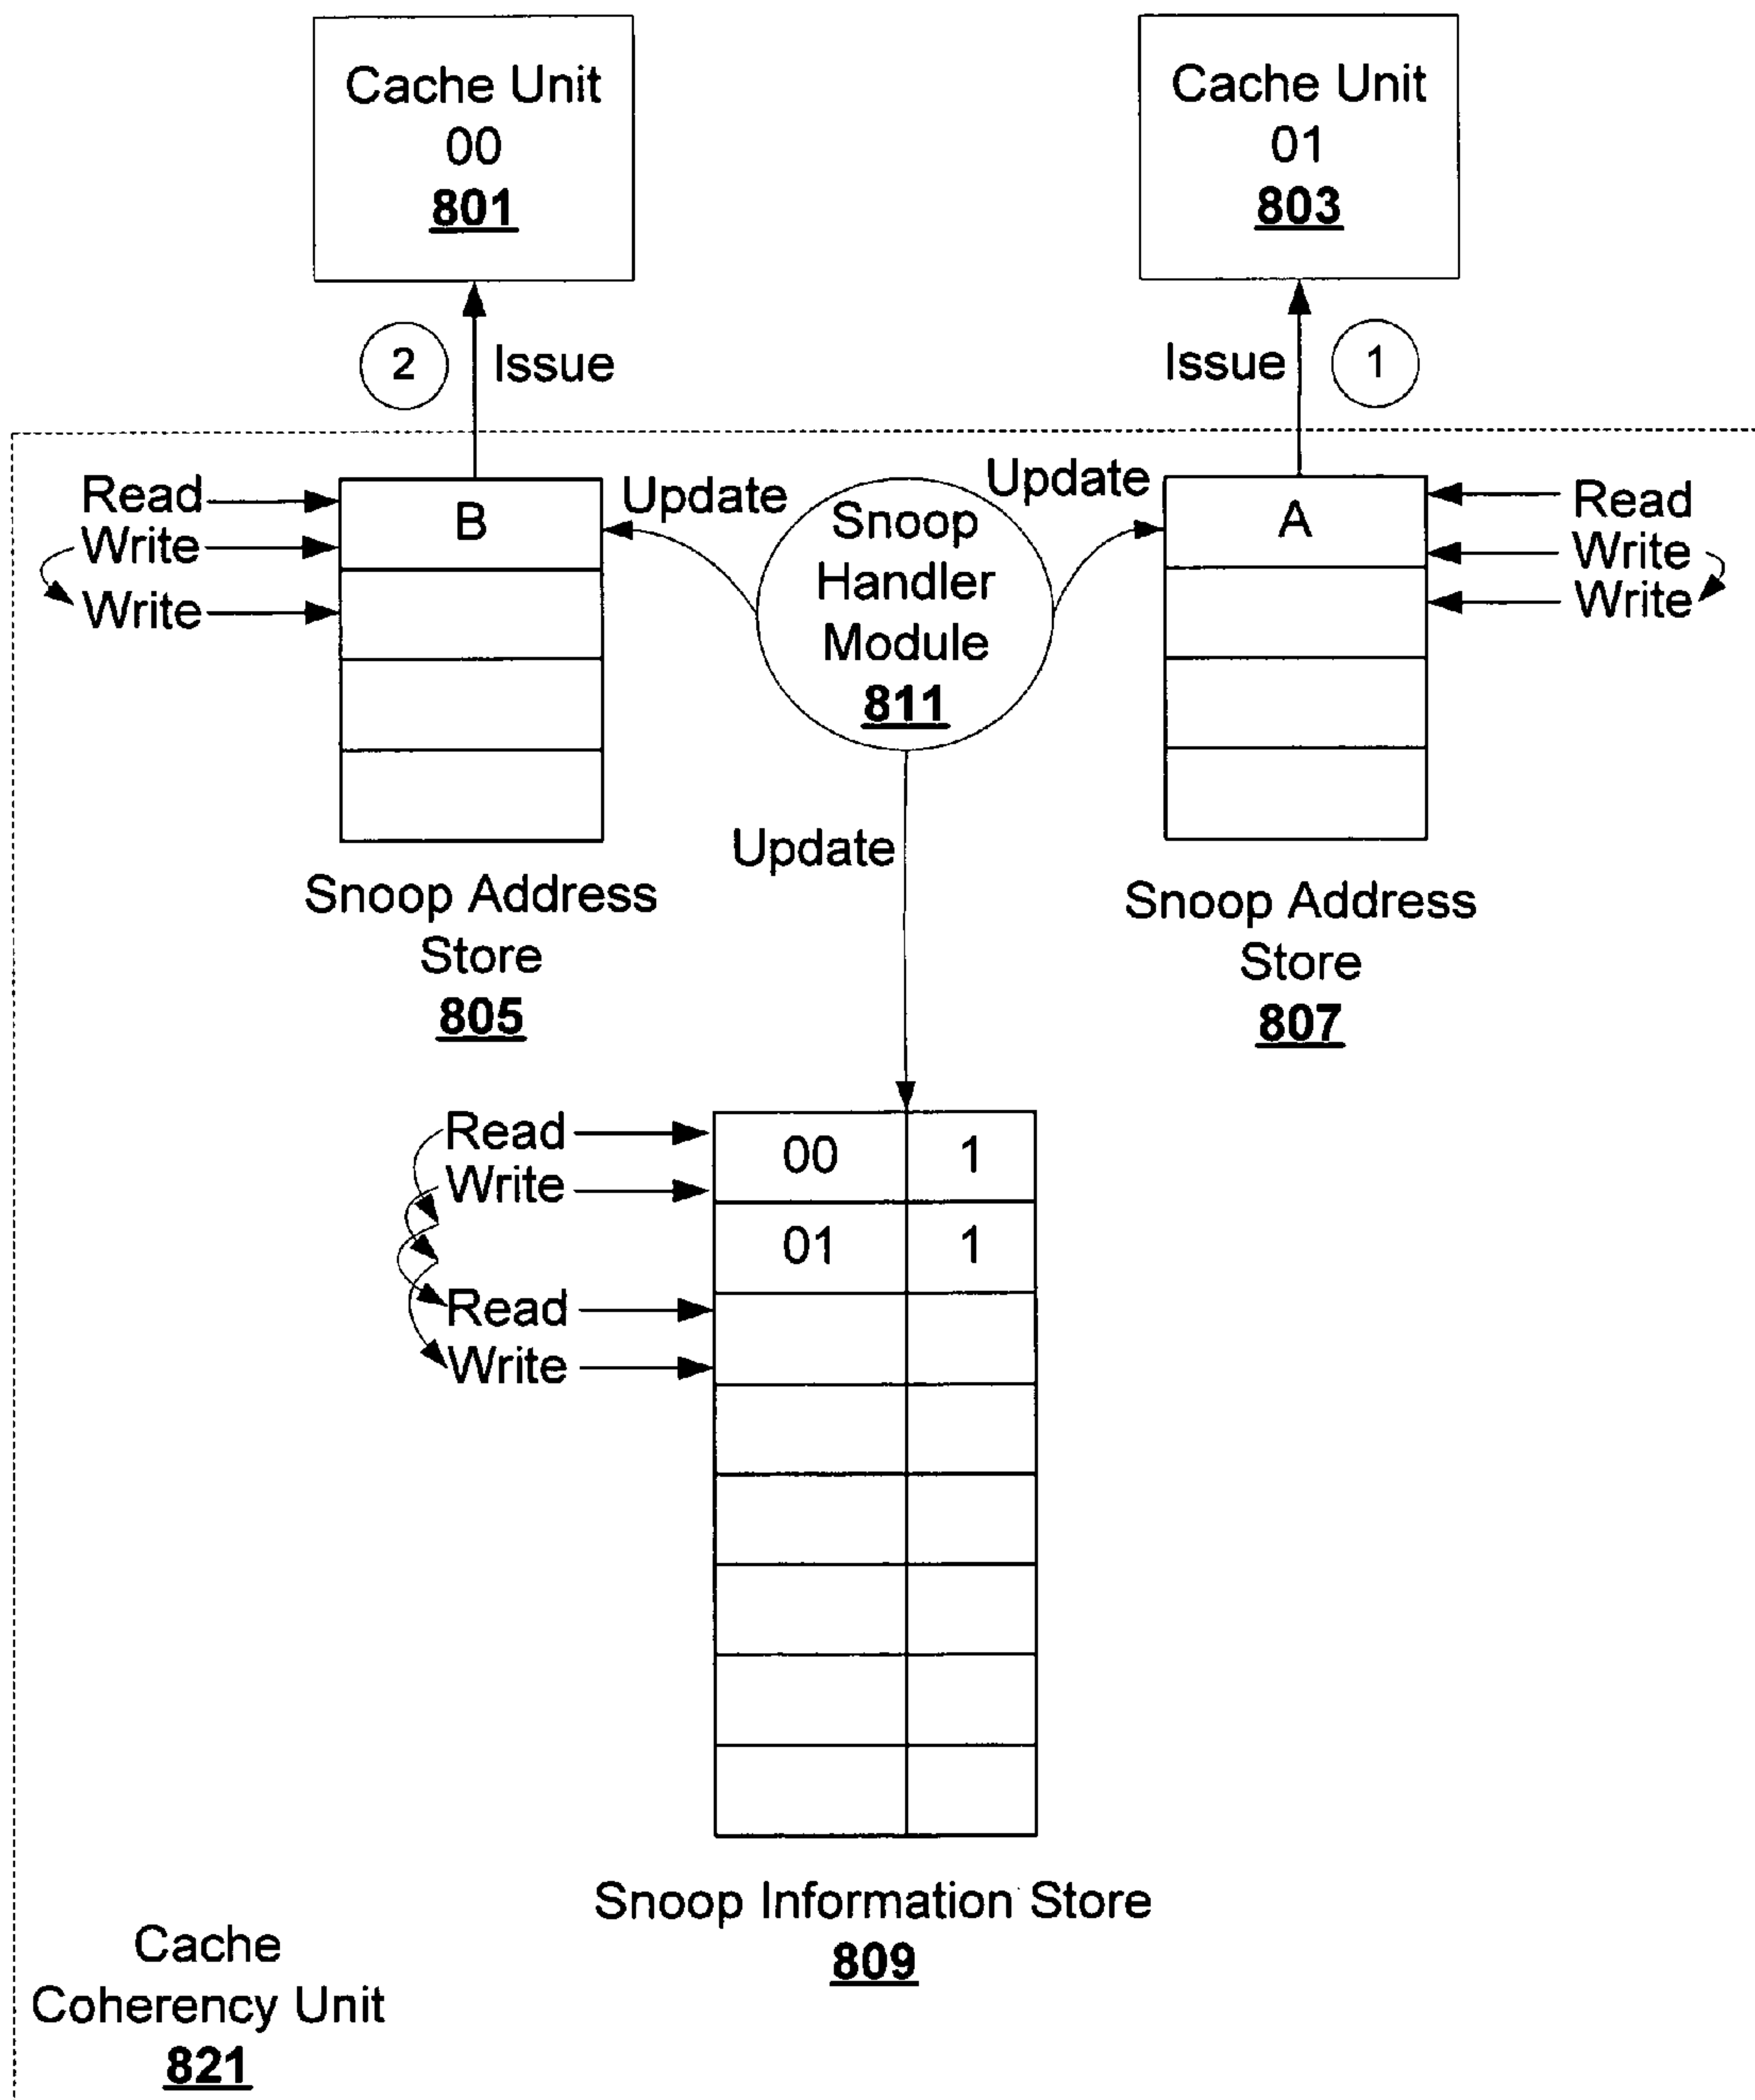 Cache Unit
00
801
Cache Unit
01
803
2
Issue
Issue
1
Read
Write
Write
B
Update
Snoop
Handler
Module
811
Update
A
Read
Write
Write
Update
Snoop Address
Store
805
Snoop Address
Store
807
Read
Write
Read
Write
00 1
01 1
Snoop Information Store
809
Cache
Coherency Unit
821